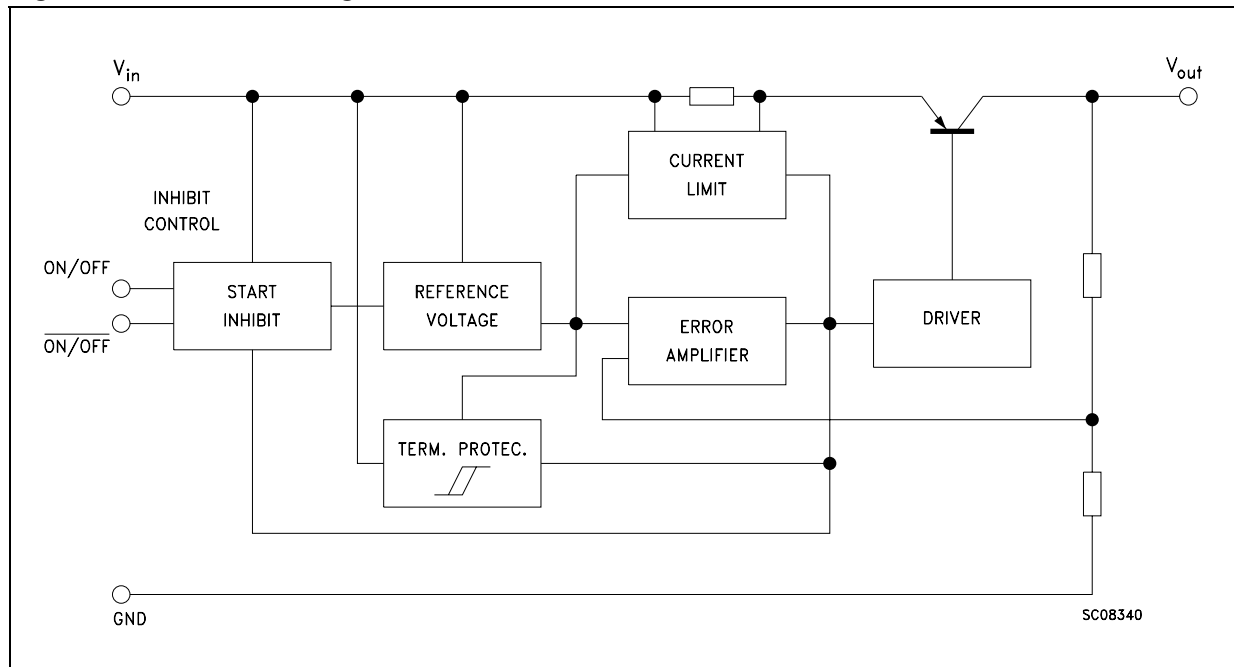 V_in
V_out
CURRENT
LIMIT
INHIBIT
CONTROL
ON/OFF
ON/OFF
START
INHIBIT
REFERENCE
VOLTAGE
ERROR
AMPLIFIER
DRIVER
TERM. PROTEC.
GND
SC08340